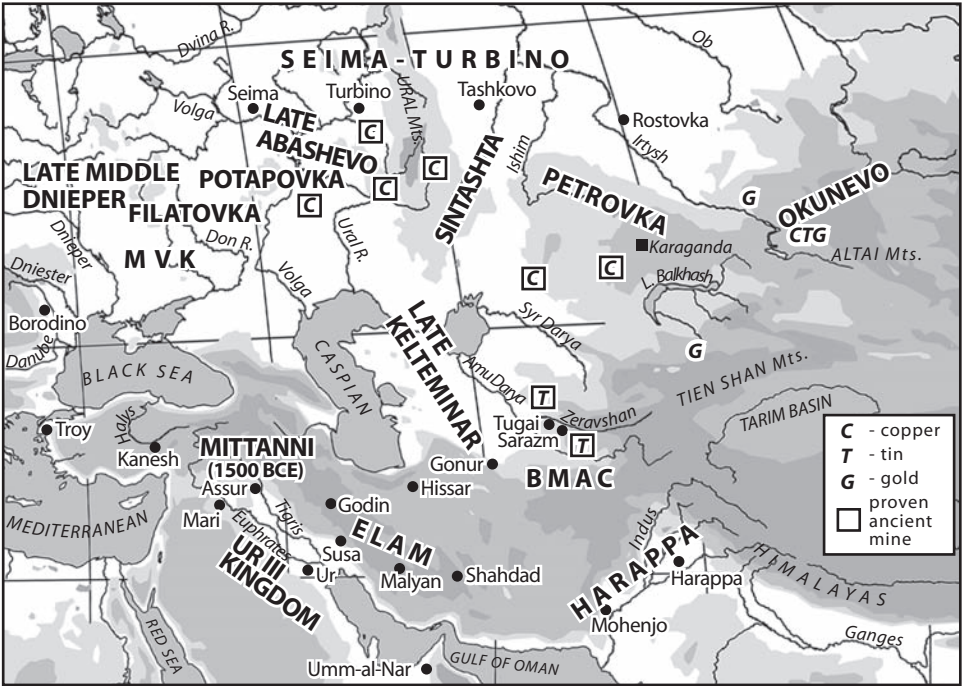 Dvina R.
Ob
SEIMA-TURBINO
Seima
Turbino
URAL Mts.
Tashkovo
Volga
LATE
ABASHEVO
C
Rostovka
Irtysh
Ishim
C
LATE MIDDLE
DNIEPER
POTAPOVKA
C
SINTASHTA
PETROVKA
G
OKUNEVO
CTG
FILATOVKA
C
Dnieper
Don R.
Ural R.
Karaganda
ALTAI Mts.
MVK
Dniester
Volga
C
C
L. Balkhash
Borodino
Danube
LATE
KELTEMINAR
Syr Darya
G
BLACK SEA
CASPIAN
AmuDarya
TIEN SHAN Mts.
T
Zeravshan
TARIM BASIN
Troy
Halys
Tugai
Sarazm
T
Kanesh
MITTANNI
(1500 BCE)
Gonur
BMAC
C - copper
T - tin
G - gold
proven
ancient
mine
Assur
Hissar
Mari
Godin
MEDITERRANEAN
Euphrates
Tigris
ELAM
Indus
Susa
UR III
KINGDOM
Ur
Malyan
Shahdad
HARAPPA
Harappa
HIMALAYAS
Mohenjo
RED SEA
Ganges
Umm-al-Nar
GULF OF OMAN